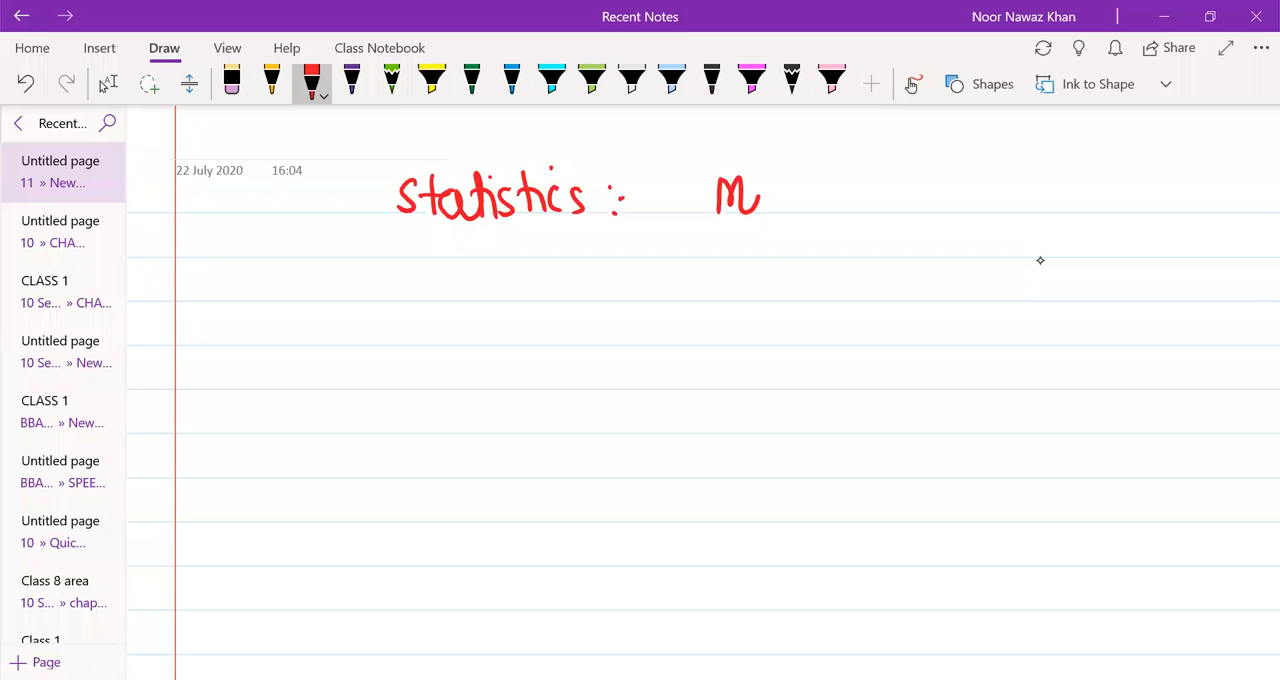 Recent Notes Noor Nawaz Khan
Home Insert Draw View Help Class Notebook Share
Shapes Ink to Shape
Recent...
Untitled page
11 » New...
Untitled page
10 » CHA...
CLASS 1
10 Se... » CHA...
Untitled page
10 Se... » New...
CLASS 1
BBA... » New...
Untitled page
BBA... » SPEE...
Untitled page
10 » Quic...
Class 8 area
10 S... » chap...
Class 1
Page
22 July 2020 16:04
Statistics : M